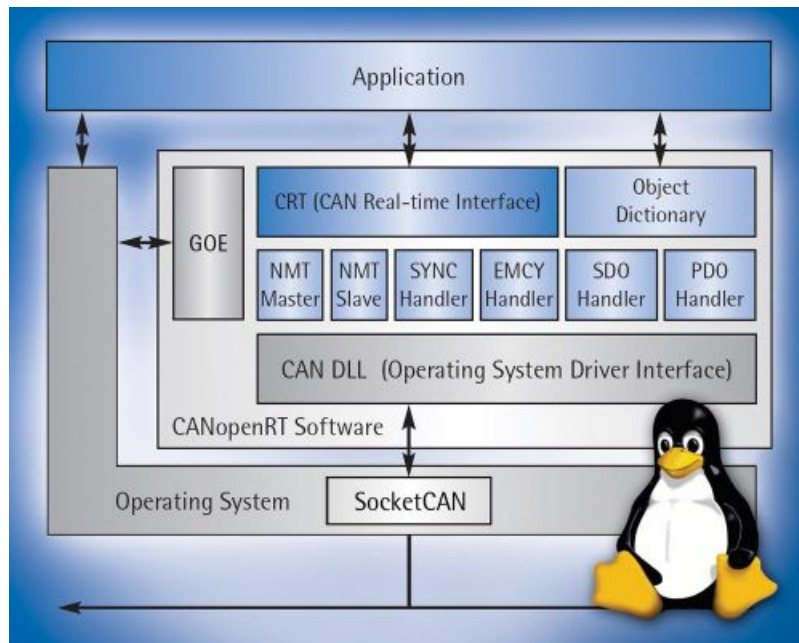 Application
CRT (CAN Real-time Interface)
Object
Dictionary
GOE
NMT
Master
NMT
Slave
SYNC
Handler
EMCY
Handler
SDO
Handler
PDO
Handler
CAN DLL (Operating System Driver Interface)
CANopenRT Software
Operating System
SocketCAN